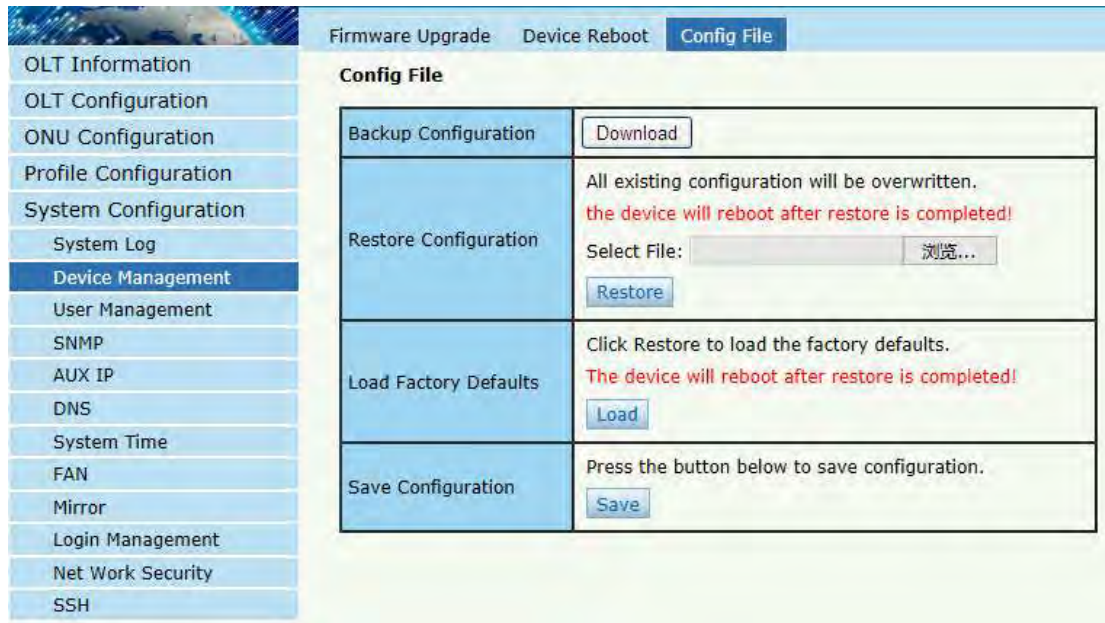 Firmware Upgrade Device Reboot Config File
OLT Information
OLT Configuration
ONU Configuration
Profile Configuration
System Configuration
System Log
Device Management
User Management
SNMP
AUX IP
DNS
System Time
FAN
Mirror
Login Management
Net Work Security
SSH
Config File
Backup Configuration
Download
Restore Configuration
All existing configuration will be overwritten.
the device will reboot after restore is completed!
Select File: 浏览...
Restore
Load Factory Defaults
Click Restore to load the factory defaults.
The device will reboot after restore is completed!
Load
Save Configuration
Press the button below to save configuration.
Save